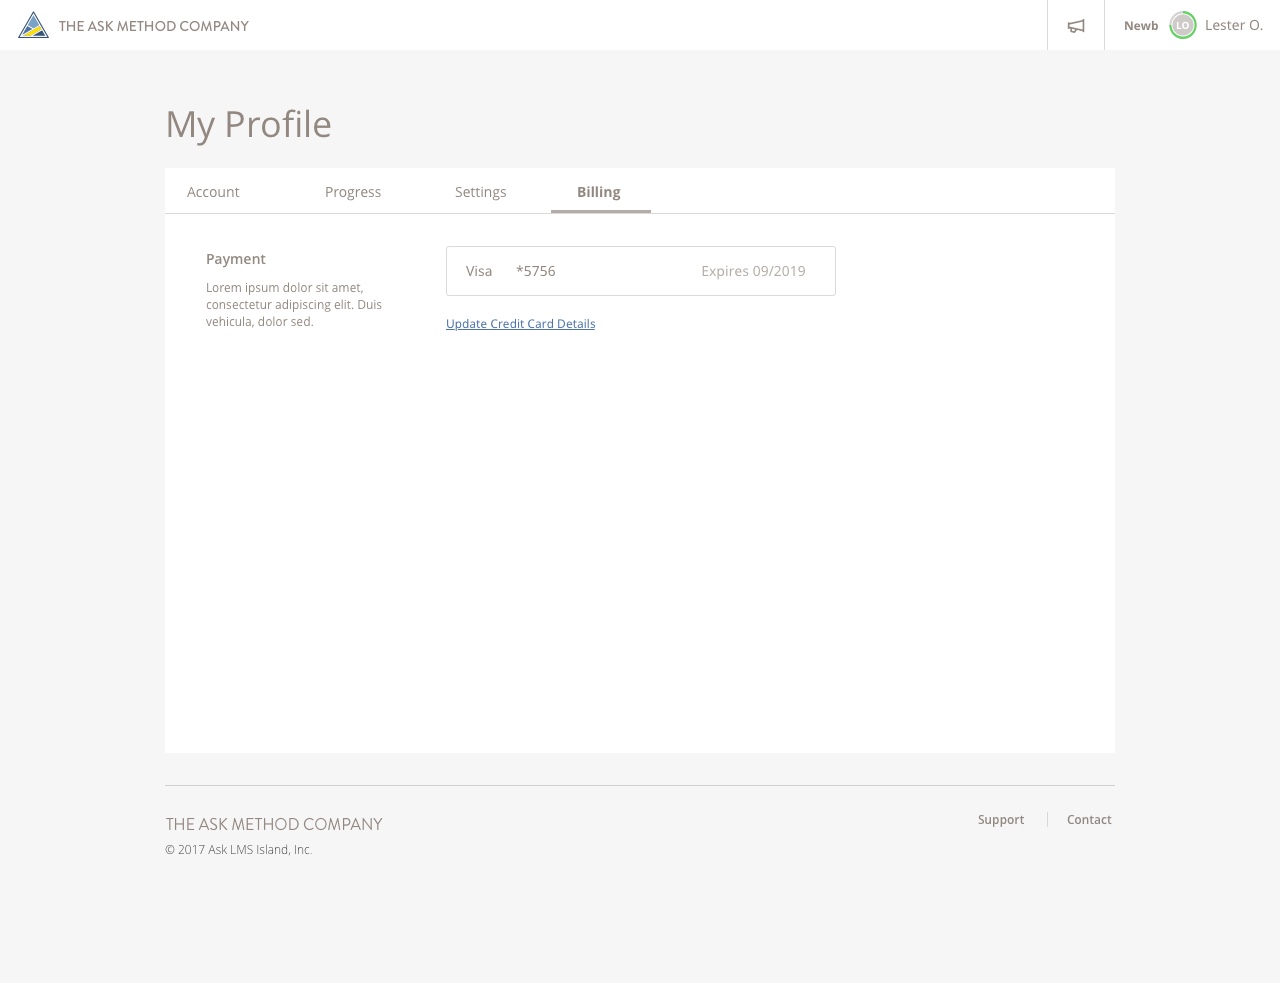 THE ASK METHOD COMPANY
Newb LO Lester O.
My Profile
Account Progress Settings Billing
Payment
Lorem ipsum dolor sit amet,
consectetur adipiscing elit. Duis
vehicula, dolor sed.
Visa *5756 Expires 09/2019
Update Credit Card Details
THE ASK METHOD COMPANY
© 2017 Ask LMS Island, Inc.
Support Contact